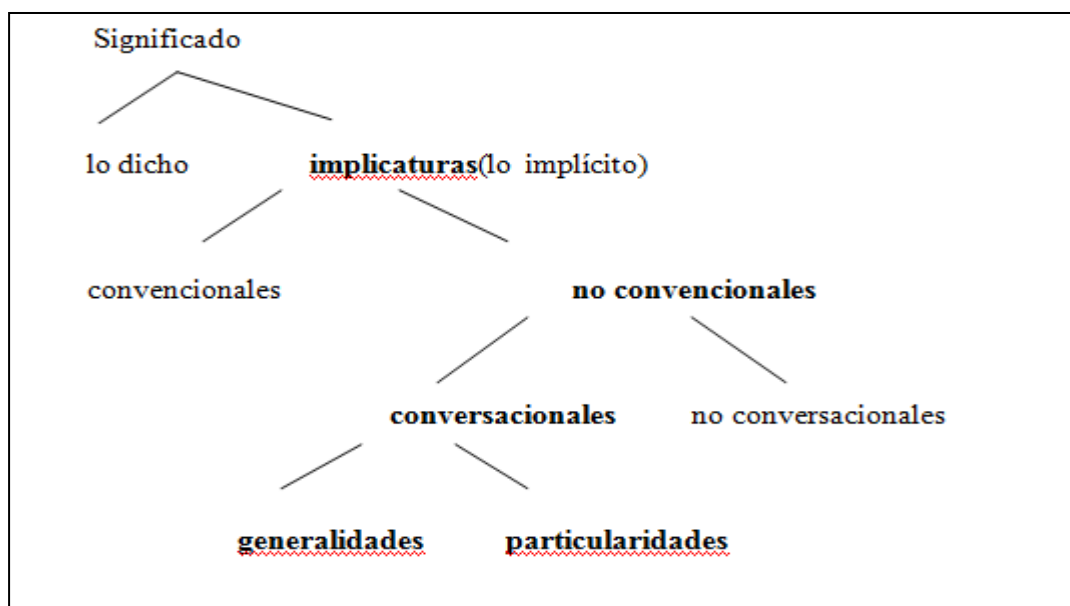 Significado
lo dicho implicaturas(lo implícito)
convencionales no convencionales
conversacionales no conversacionales
generalidades particularidades